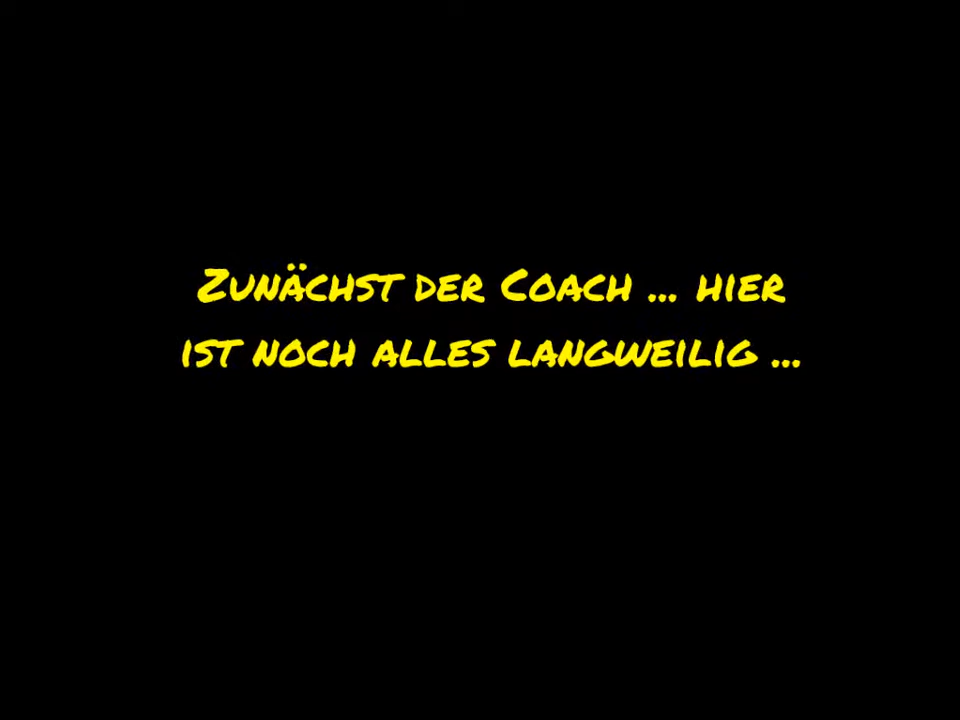 Zunächst der Coach ... hier
ist noch alles langweilig ...